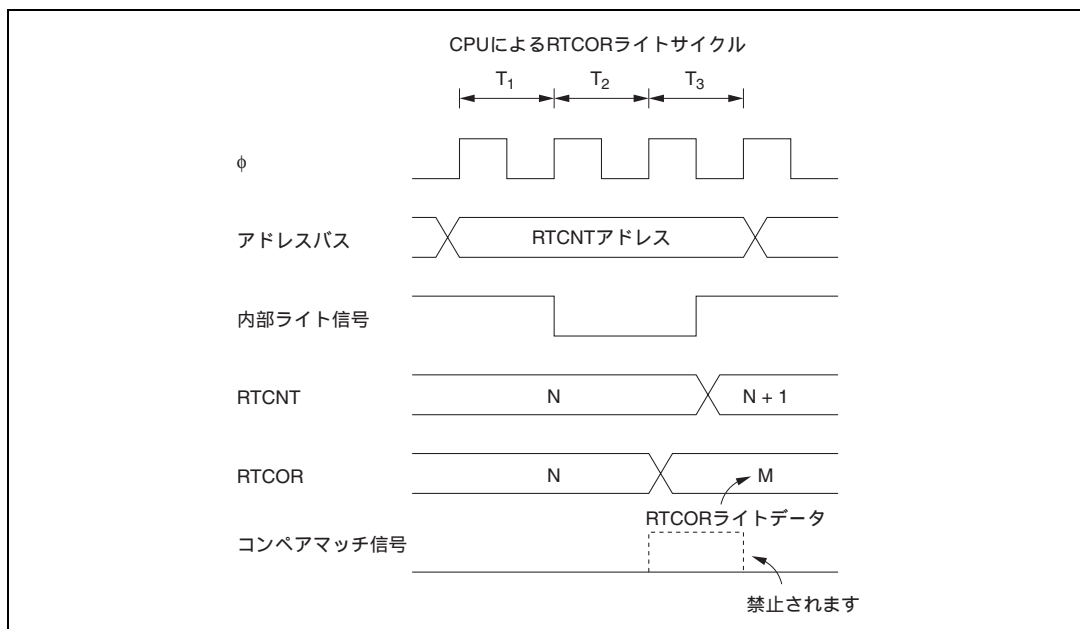 CPUによるRTCORライトサイクル
T1 T2 T3
φ
アドレスバス RTCNTアドレス
内部ライト信号
RTCNT N N + 1
RTCOR N M
RTCORライトデータ
コンペアマッチ信号
禁止されます